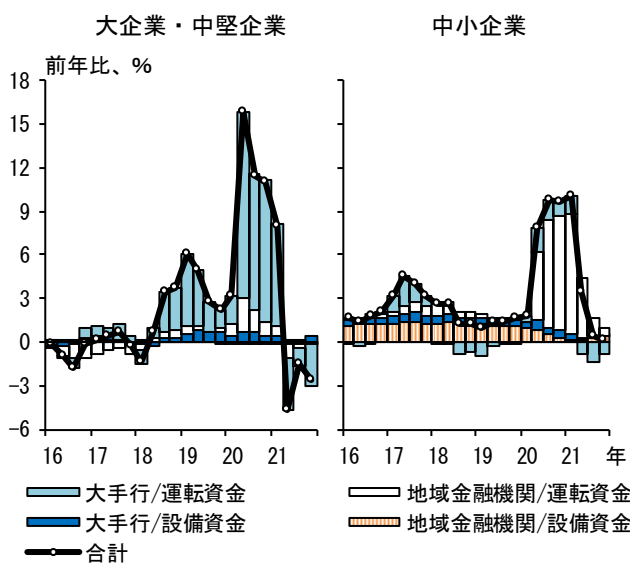 大企業・中堅企業
中小企業
前年比、%
18
15
12
9
6
3
0
-3
-6
16 17 18 19 20 21
16 17 18 19 20 21 年
大手行/運転資金
地域金融機関/運転資金
大手行/設備資金
地域金融機関/設備資金
合計